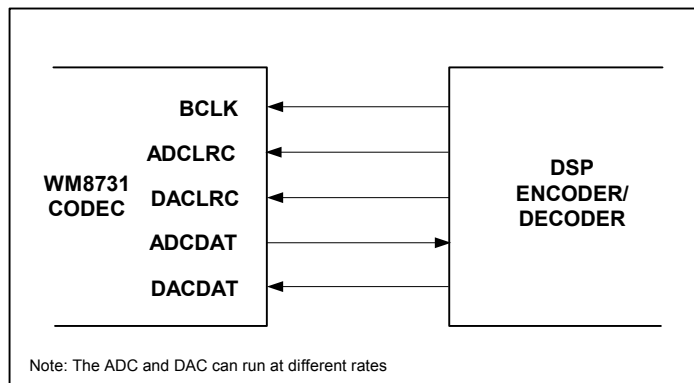 BCLK
ADCLRC
WM8731
CODEC
DACLRC
ADCDAT
DACDAT
DSP
ENCODER/
DECODER
Note: The ADC and DAC can run at different rates